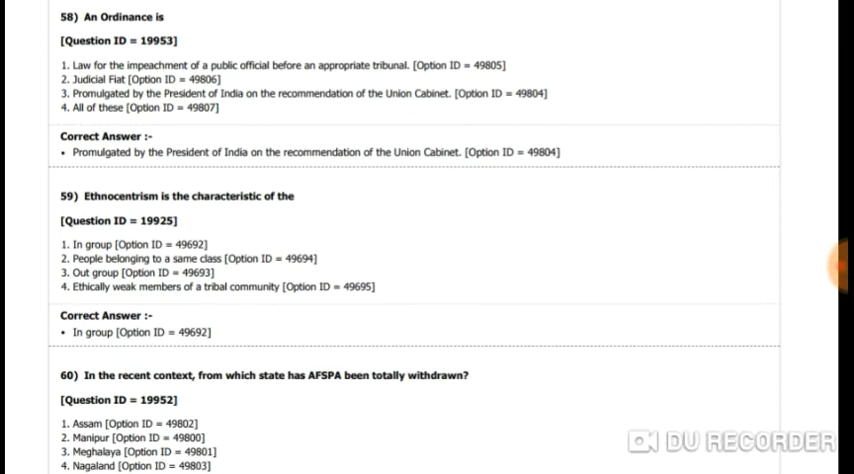 58) An Ordinance is
[Question ID = 19953]
1. Law for the impeachment of a public official before an appropriate tribunal. [Option ID = 49805]
2. Judicial Fiat [Option ID = 49806]
3. Promulgated by the President of India on the recommendation of the Union Cabinet. [Option ID = 49804]
4. All of these [Option ID = 49807]
Correct Answer :-
• Promulgated by the President of India on the recommendation of the Union Cabinet. [Option ID = 49804]
59) Ethnocentrism is the characteristic of the
[Question ID = 19925]
1. In group [Option ID = 49692]
2. People belonging to a same class [Option ID = 49694]
3. Out group [Option ID = 49693]
4. Ethically weak members of a tribal community [Option ID = 49695]
Correct Answer :-
• In group [Option ID = 49692]
60) In the recent context, from which state has AFSPA been totally withdrawn?
[Question ID = 19952]
1. Assam [Option ID = 49802]
2. Manipur [Option ID = 49800]
3. Meghalaya [Option ID = 49801]
4. Nagaland [Option ID = 49803]
DU RECORDER